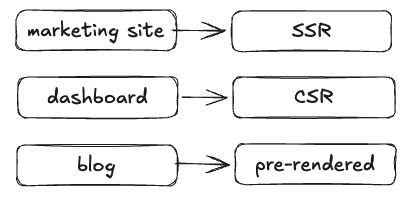 marketing site
SSR
dashboard
CSR
blog
pre-rendered